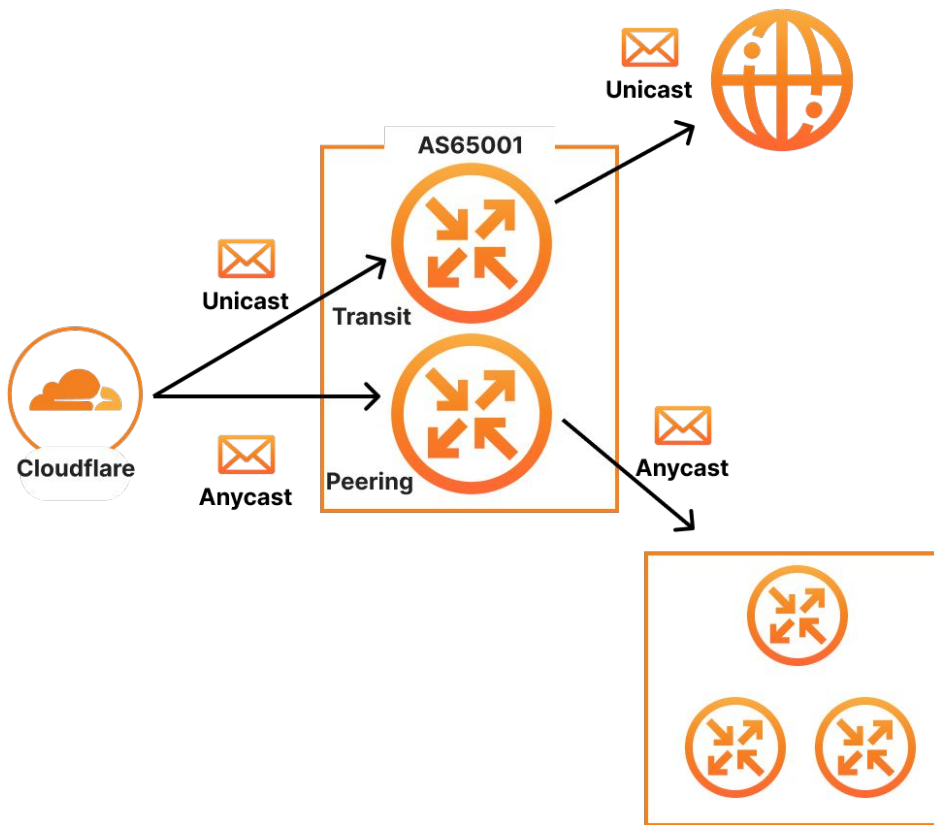 Unicast
AS65001
Unicast
Transit
Cloudflare
Anycast
Peering
Anycast